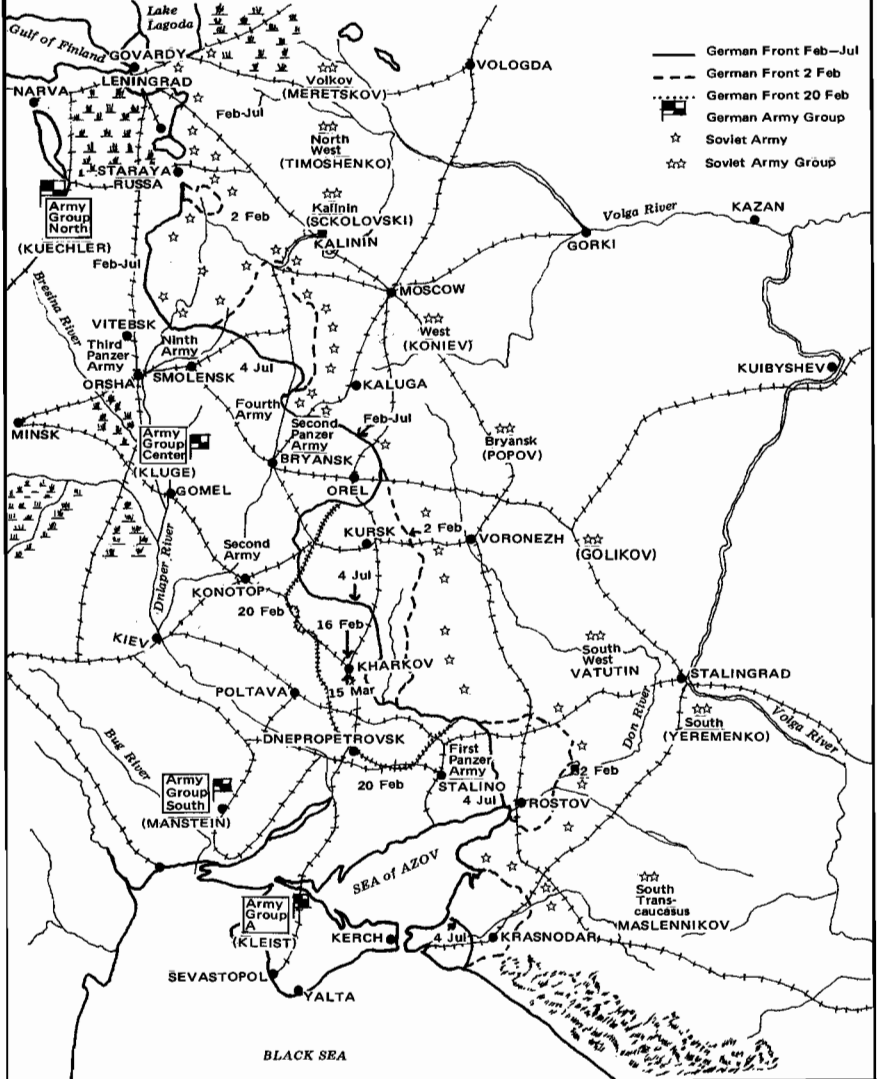 Lake
Lagoda
Gulf of Finland
GOVARDY
LENINGRAD
NARVA
Volkov
(MERETSKOV)
Feb-Jul
VOLOGDA
German Front Feb—Jul
German Front 2 Feb
German Front 20 Feb
German Army Group
Soviet Army
Soviet Army Group
North
West
(TIMOSHENKO)
STARAYA
RUSSA
Army
Group
North
(KUECHLER)
2 Feb
Kalinin
(SCKOLOVSKI)
KALININ
Volga River
KAZAN
GORKI
Feb-Jul
Bresina River
MOSCOW
VITEBSK
Third
Panzer
Army
ORSHA
Ninth
Army
SMOLENSK
4 Jul
West
(KONIEV)
KUIBYSHEV
KALUGA
Fourth
Army
MINSK
Army
Group
Center
(KLUGE)
Second
Panzer
Army
Feb-Jul
BRYANSK
Bryansk
(POPOV)
GOMEL
OREL
Dnlaper River
Second
Army
KURSK
2 Feb
VORONEZH
(GOLIKOV)
KONOTOP
20 Feb
4 Jul
16 Feb
KIEV
KHARKOV
South
West
VATUTIN
STALINGRAD
POLTAVA
15 Mar
Don River
South
(YEREMENKO)
Volga River
Bug River
DNEPROPETROVSK
First
Panzer
Army
STALINO
4 Jul
20 Feb
2 Feb
Army
Group
South
(MANSTEIN)
ROSTOV
SEA of AZOV
South
Trans-
caucasus
MASLENNIKOV
Army
Group
A
(KLEIST)
KERCH
4 Jul
KRASNODAR
SEVASTOPOL
YALTA
BLACK SEA